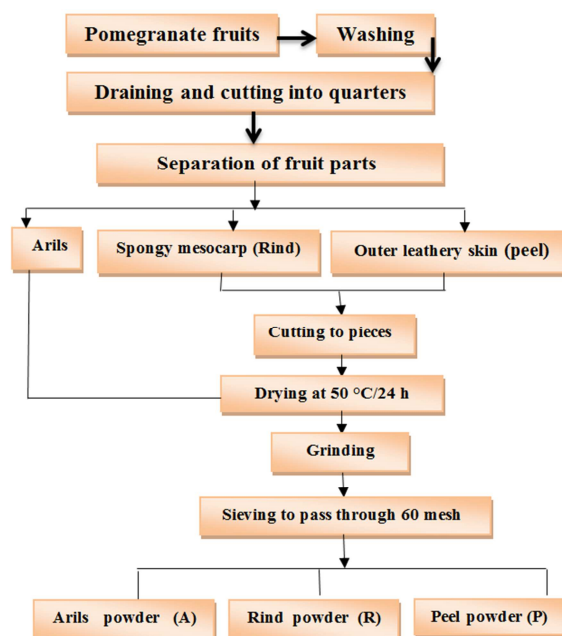 Pomegranate fruits
Washing
Draining and cutting into quarters
Separation of fruit parts
Arils
Spongy mesocarp (Rind)
Outer leathery skin (peel)
Cutting to pieces
Drying at 50 °C/24 h
Grinding
Sieving to pass through 60 mesh
Arils powder (A)
Rind powder (R)
Peel powder (P)